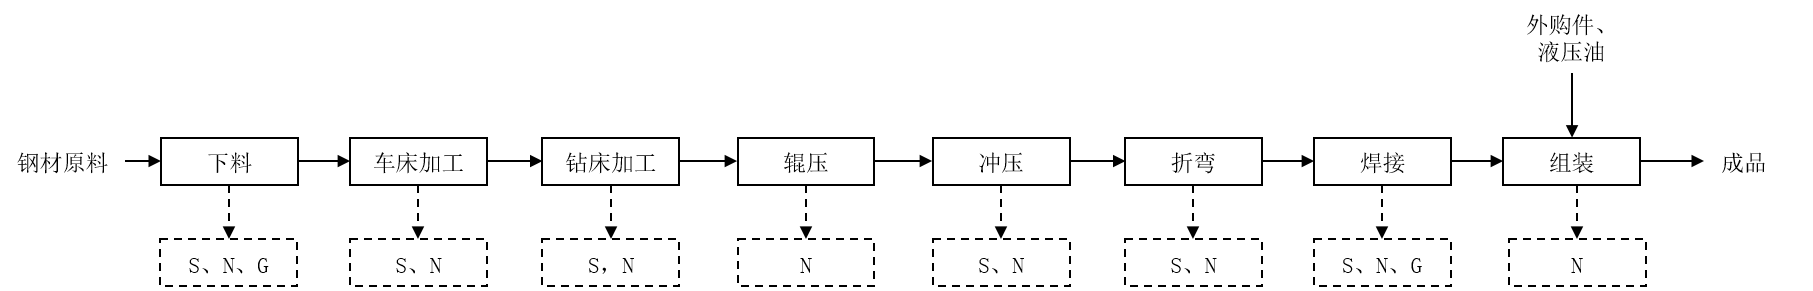 外购件、
液压油
钢材原料
下料
车床加工
钻床加工
辊压
冲压
折弯
焊接
组装
成品
S、N、G
S、N
S，N
N
S、N
S、N
S、N、G
N